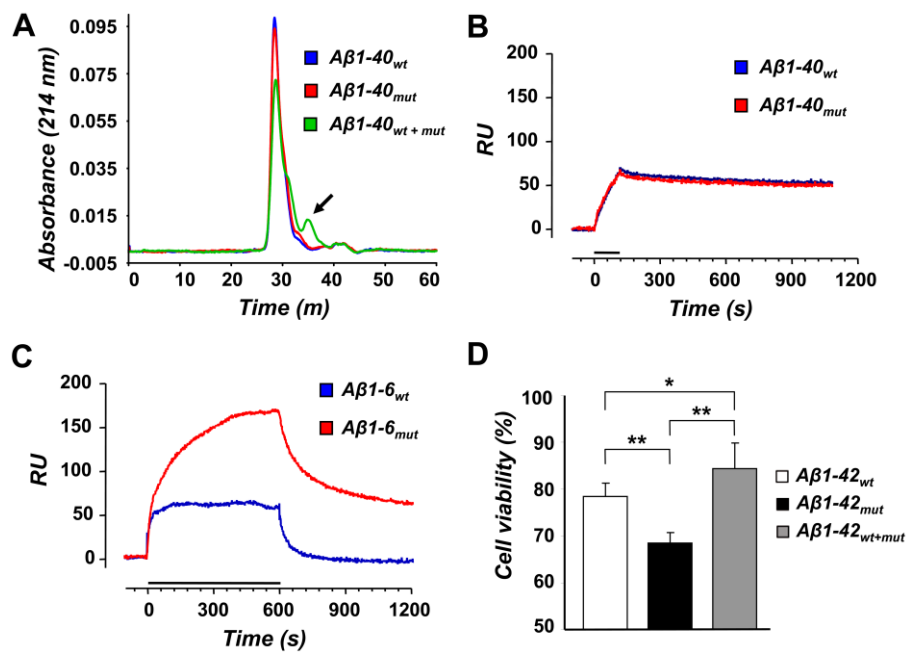 A
Absorbance (214 nm)
0.095
0.075
0.055
0.035
0.015
-0.005
0 10 20 30 40 50 60
Time (m)
Aβ1-40wt
Aβ1-40mut
Aβ1-40wt + mut
B
RU
200
150
100
50
0
0 300 600 900 1200
Time (s)
Aβ1-40wt
Aβ1-40mut
C
RU
200
150
100
50
0
0 300 600 900 1200
Time (s)
Aβ1-6wt
Aβ1-6mut
D
Cell viability (%)
100
90
80
70
60
50
*
** **
Aβ1-42wt
Aβ1-42mut
Aβ1-42wt+mut